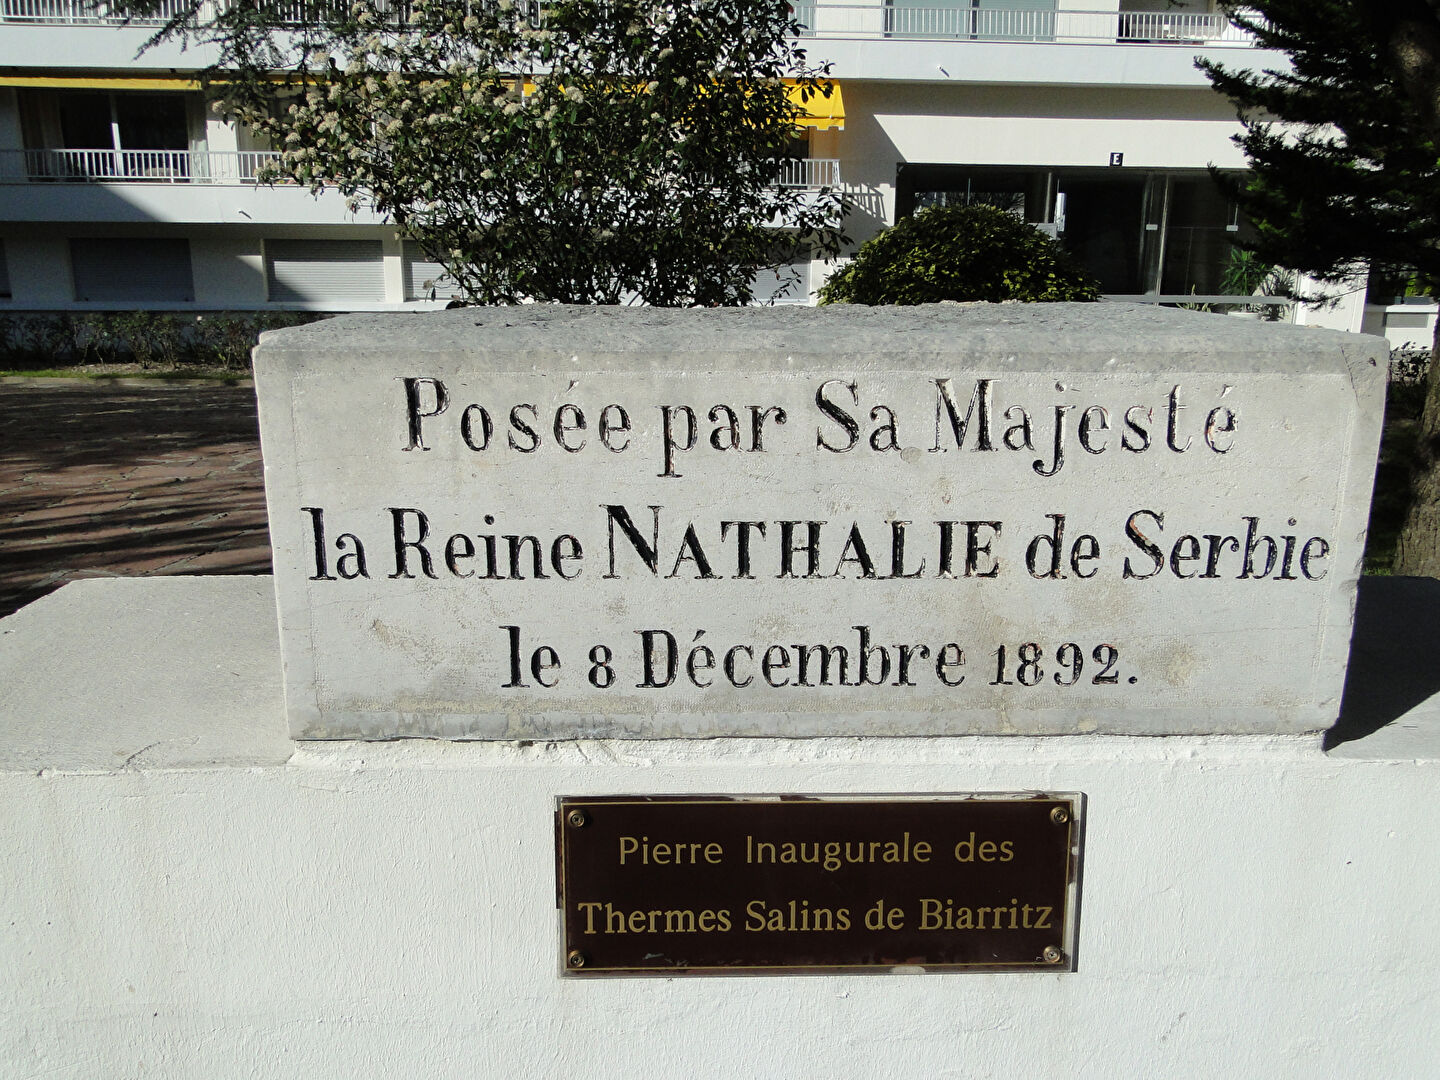 E
Posée par Sa Majesté
la Reine NATHALIE de Serbie
le 8 Décembre 1892.
Pierre Inaugurale des
Thermes Salins de Biarritz